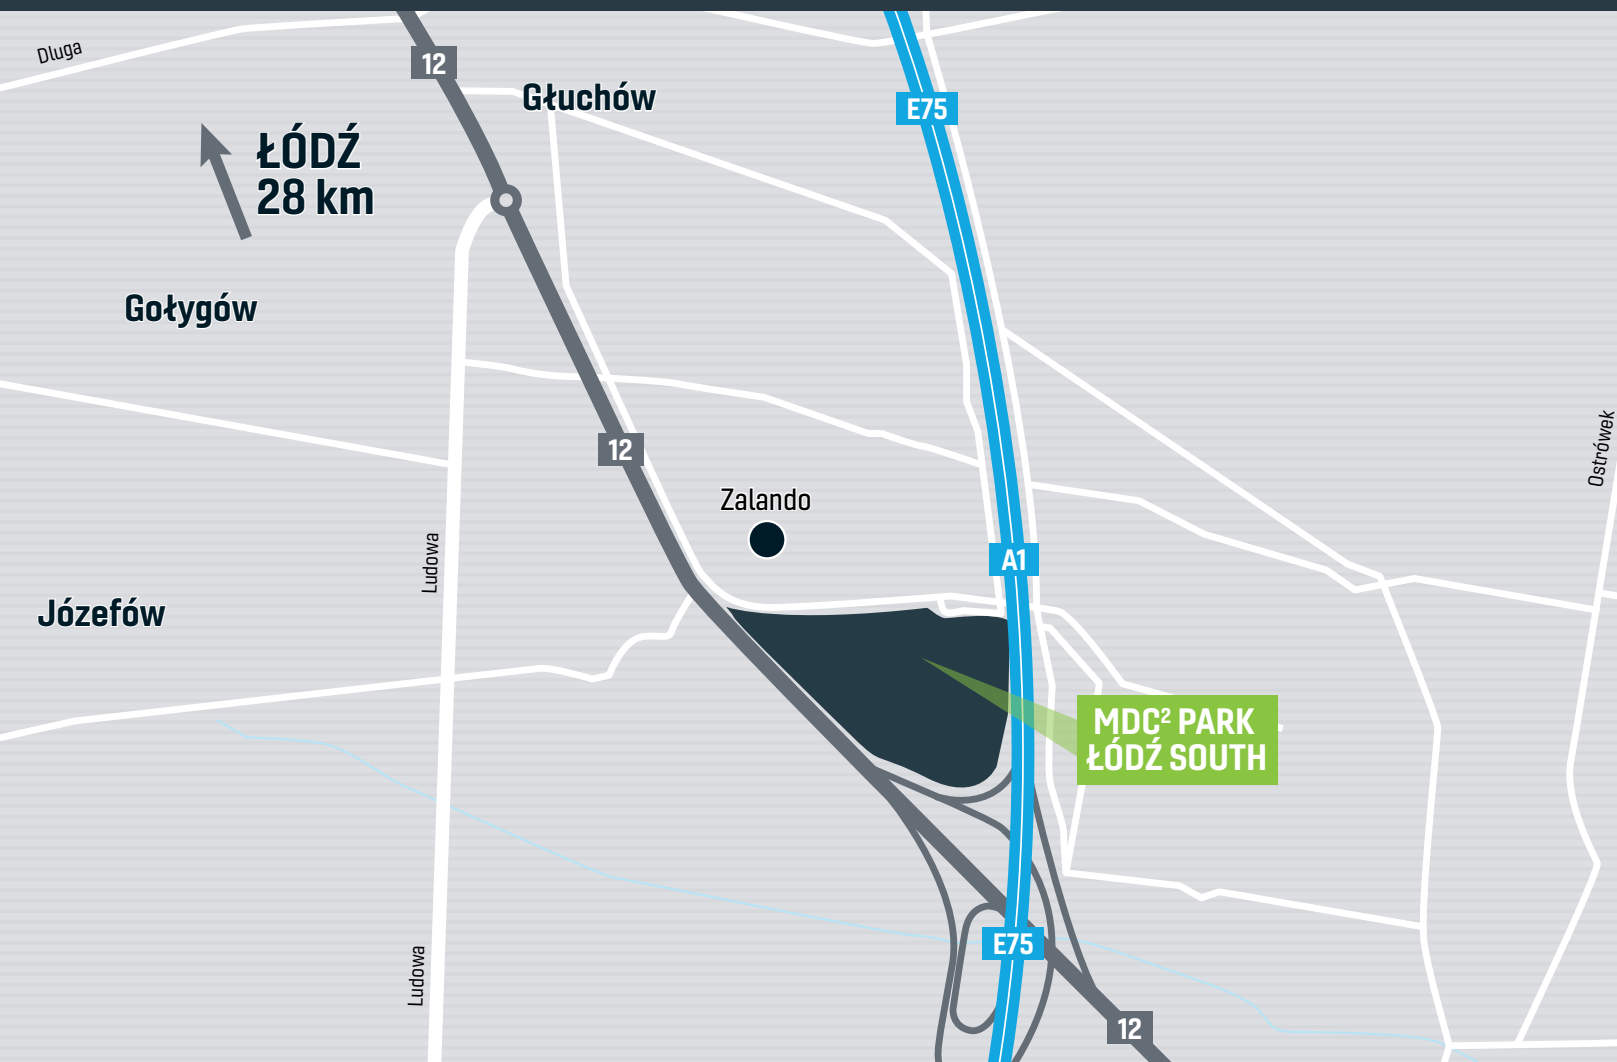 Dluga
12
Głuchów
E75
ŁÓDŹ
28 km
Gołygów
12
Ostrówek
Zalando
Ludowa
A1
Józefów
MDC² PARK
ŁÓDŹ SOUTH
E75
Ludowa
12